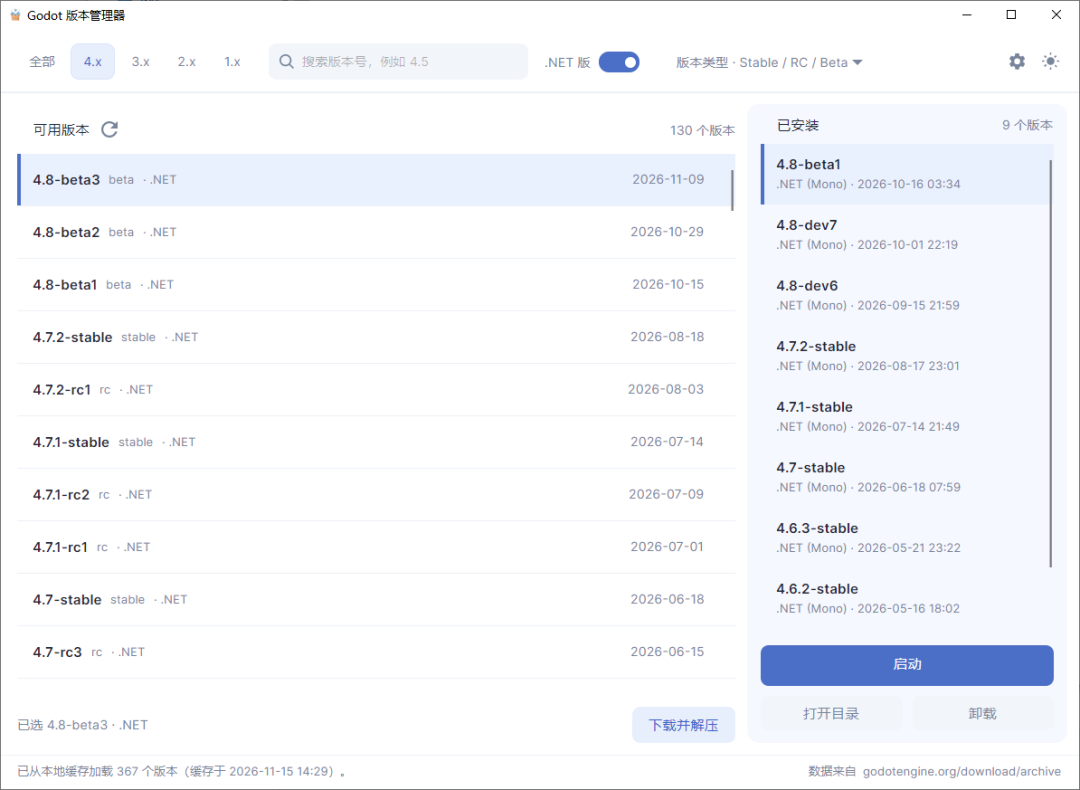 Godot 版本管理器
全部 4.x 3.x 2.x 1.x 搜索版本号，例如 4.5 .NET 版 版本类型 · Stable / RC / Beta
可用版本 130 个版本
4.8-beta3 beta · .NET 2026-11-09
4.8-beta2 beta · .NET 2026-10-29
4.8-beta1 beta · .NET 2026-10-15
4.7.2-stable stable · .NET 2026-08-18
4.7.2-rc1 rc · .NET 2026-08-03
4.7.1-stable stable · .NET 2026-07-14
4.7.1-rc2 rc · .NET 2026-07-09
4.7.1-rc1 rc · .NET 2026-07-01
4.7-stable stable · .NET 2026-06-18
4.7-rc3 rc · .NET 2026-06-15
已选 4.8-beta3 · .NET 下载并解压
已安装 9 个版本
4.8-beta1
.NET (Mono) · 2026-10-16 03:34
4.8-dev7
.NET (Mono) · 2026-10-01 22:19
4.8-dev6
.NET (Mono) · 2026-09-15 21:59
4.7.2-stable
.NET (Mono) · 2026-08-17 23:01
4.7.1-stable
.NET (Mono) · 2026-07-14 21:49
4.7-stable
.NET (Mono) · 2026-06-18 07:59
4.6.3-stable
.NET (Mono) · 2026-05-21 23:22
4.6.2-stable
.NET (Mono) · 2026-05-16 18:02
启动
打开目录 卸载
已从本地缓存加载 367 个版本（缓存于 2026-11-15 14:29）。 数据来自 godotengine.org/download/archive